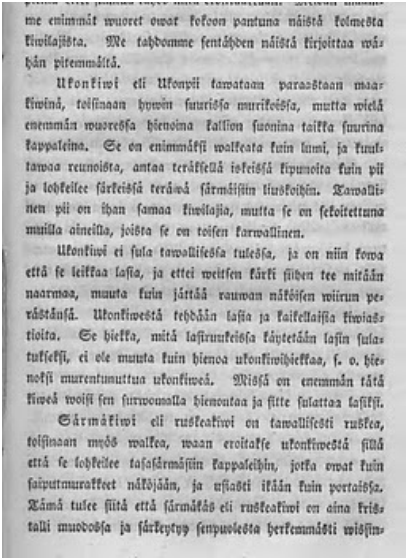 me enimmät wuoret owat kokoon pantuna näistä kolmesta
kiwilajista. Me tahdomme sentähden näistä kirjoittaa wä-
hän pitemmältä.
Ukonkiwi eli Ukonpii tawataan paraastaan maa-
kiwinä, toisinaan hywin suurissa murikoissa, mutta wielä
enemmän wuoressa hienoina kallion suonina taikka suurina
kappaleina. Se on enimmäksi walkeata kuin lumi, ja kuul-
tawaa reunoista, antaa teräksellä iskeissä kipunoita kuin pii
ja lohkeilee särkeissä teräwä särmäisiin liuskoihin. Tawalli-
nen pii on ihan samaa kiwilajia, mutta se on sekoitettuna
muilla aineilla, joista se on toisen karwallinen.
Ukonkiwi ei sula tawallisessa tulessa, ja on niin kowa
että se leikkaa lasia, ja ettei weitsen kärki siihen tee mitään
naarmaa, muuta kuin jättää rauwan näköisen wiirun pe-
rästänsä. Ukonkiwestä tehdään lasia ja kaikellaisia kiwias-
tioita. Se hiekka, mitä lasiruukeissa käytetään lasin sula-
tukseksi, ei ole muuta kuin hienoa ukonkiwihiekkaa, s. o. hie-
noksi murentunuttua ukonkiweä. Missä on enemmän tätä
kiweä woisi sen surwomalla hienontaa ja sitte sulattaa lasiksi.
Särmäkiwi eli ruskeakiwi on tawallisesti ruskea,
toisinaan myös walkea, waan eroitakse ukonkiwestä sillä
että se lohkeilee tasasärmäsiin kappaleihin, jotka owat kuin
saiputmurakkeet näköjään, ja usiasti ikään kuin portaissa.
Tämä tulee siitä että särmäkäs eli ruskeakiwi on aina kris-
talli muodossa ja särkeytyy senpuolesta herkemmästi wissin-